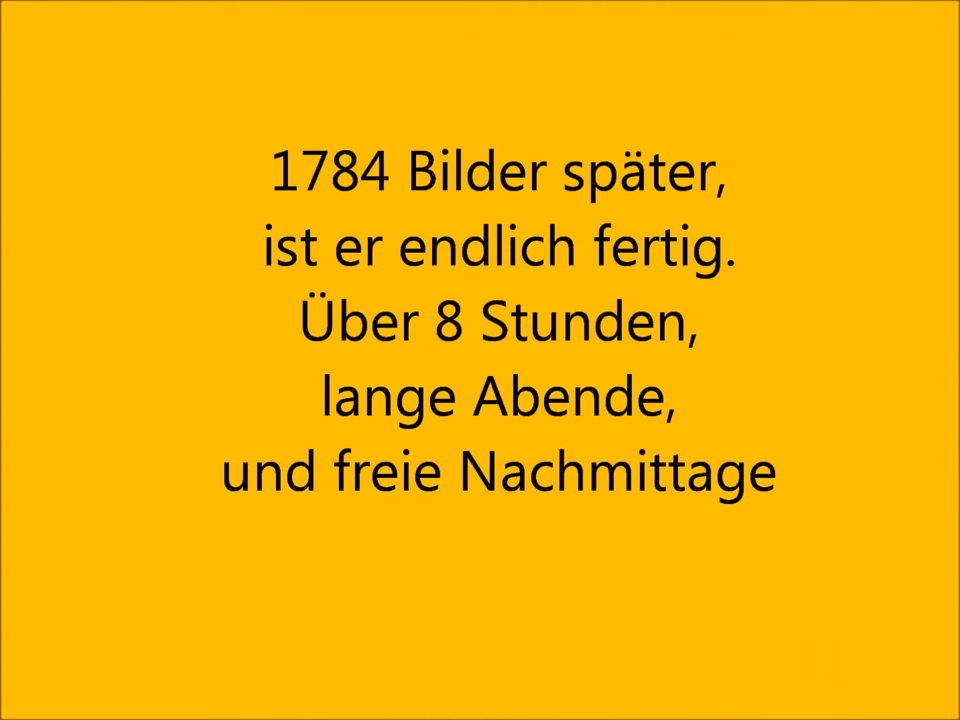 1784 Bilder später,
ist er endlich fertig.
Über 8 Stunden,
lange Abende,
und freie Nachmittage